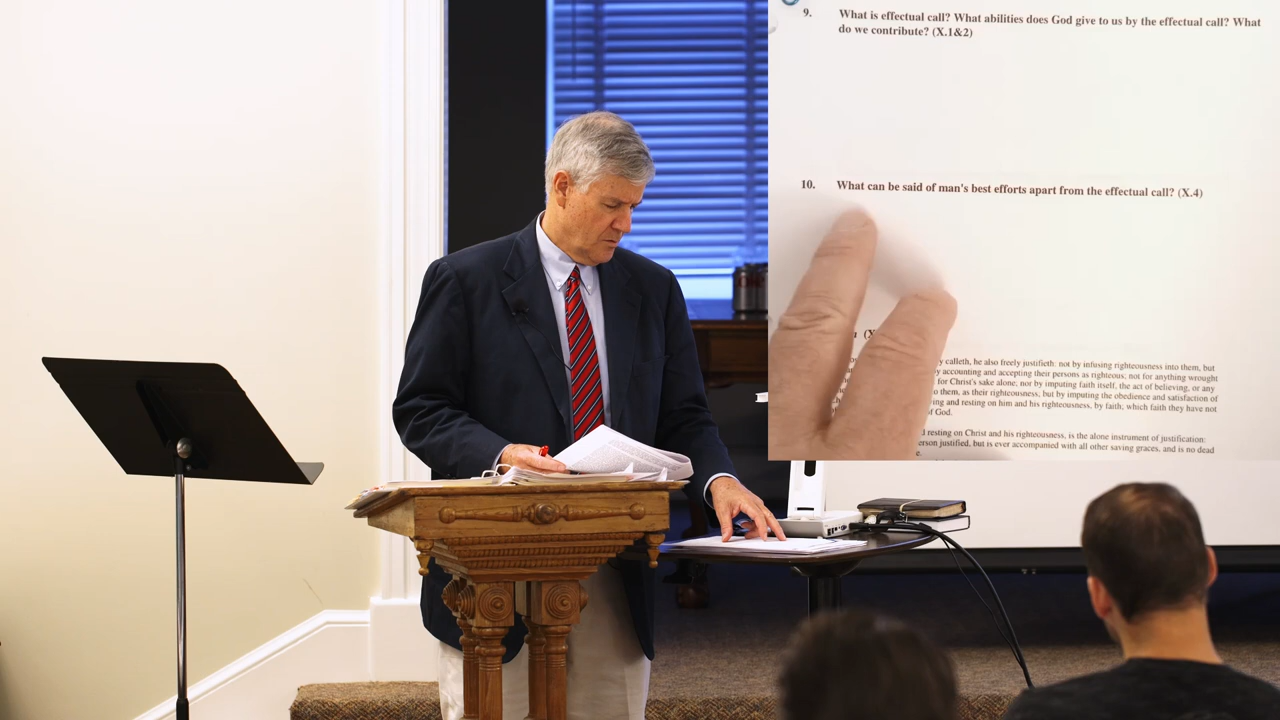 9. What is effectual call? What abilities does God give to us by the effectual call? What
do we contribute? (X.1&2)
10. What can be said of man's best efforts apart from the effectual call? (X.4)
calleth, he also freely justifieth: not by infusing righteousness into them, but
accounting and accepting their persons as righteous; not for anything wrought
for Christ's sake alone, nor by imputing faith itself, the act of believing, or any
them, as their righteousness; but by imputing the obedience and satisfaction of
and resting on him and his righteousness, by faith; which faith they have not
of God.
resting on Christ and his righteousness, is the alone instrument of justification:
justified, but is ever accompanied with all other saving graces, and is no dead